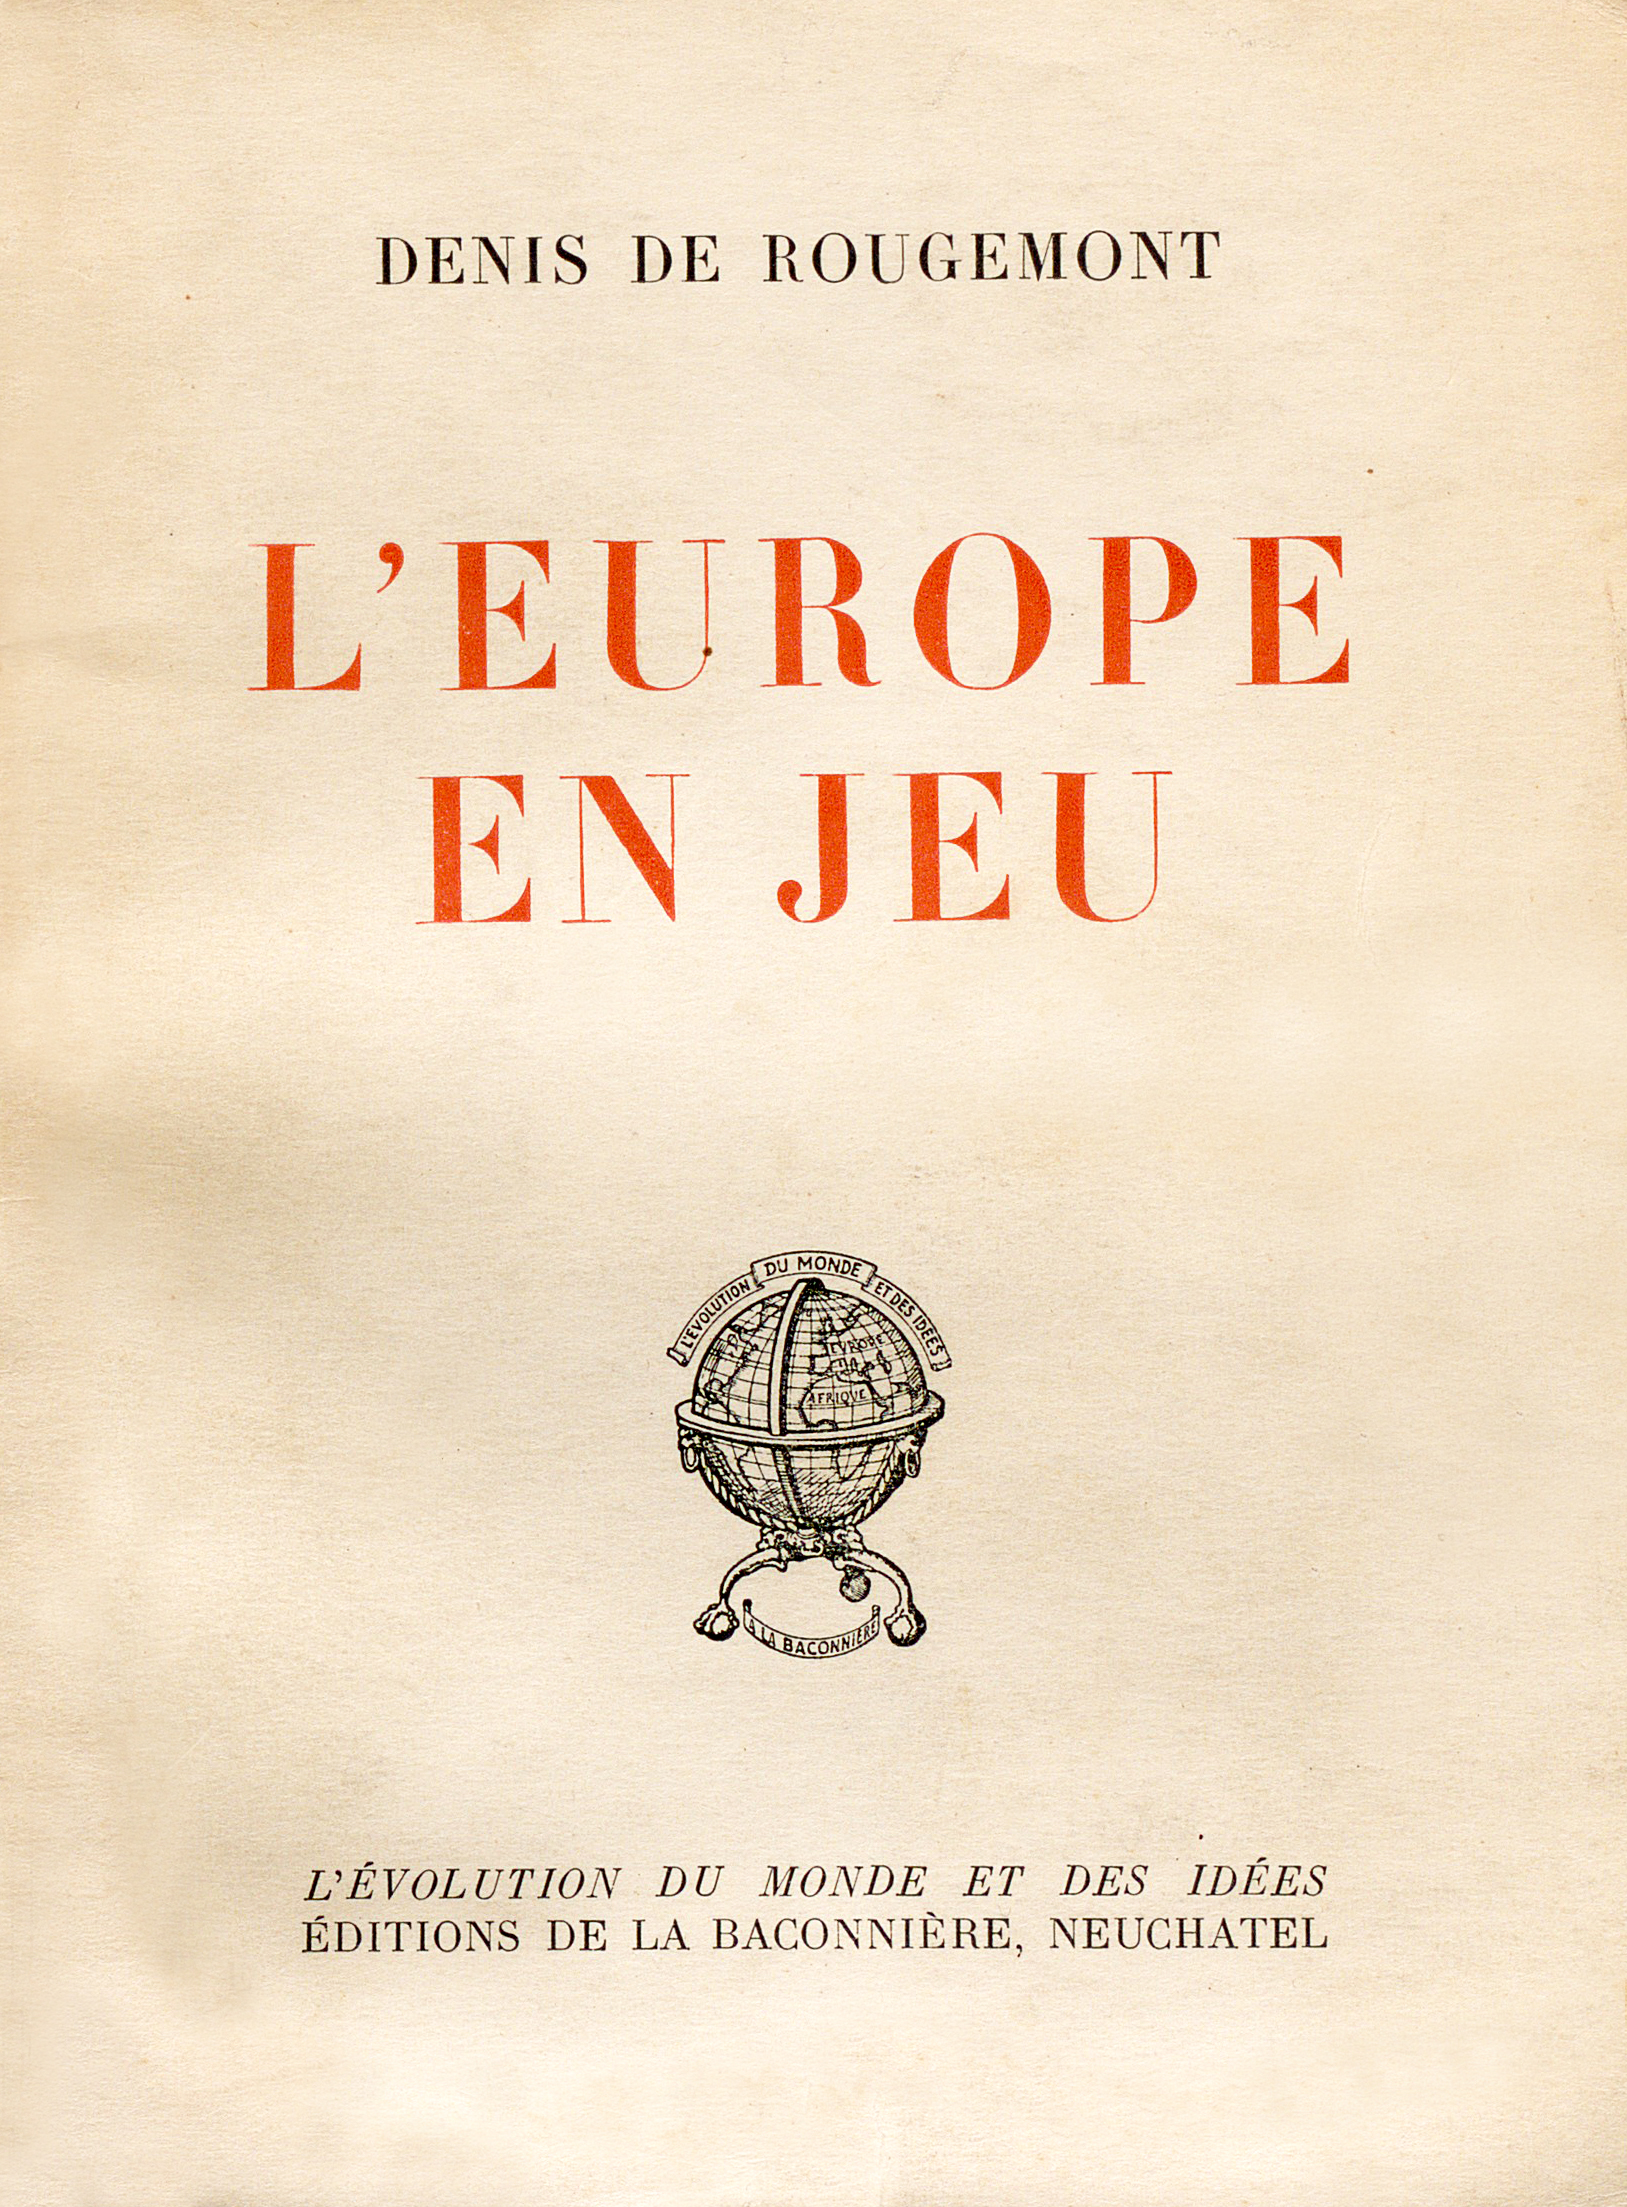 DENIS DE ROUGEMONT
L'EUROPE
EN JEU
L'ÉVOLUTION DU MONDE ET DES IDÉES
EUROPE
AFRIQUE
A LA BACONNIÈRE
L'ÉVOLUTION DU MONDE ET DES IDÉES
ÉDITIONS DE LA BACONNIÈRE, NEUCHATEL